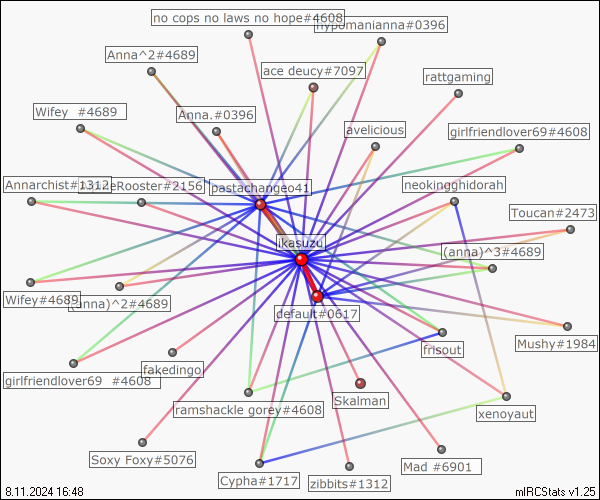 no cops no laws no hope#4608
hypomanianna#0396
Anna^2#4689
ace deucy#7097
rattgaming
Wifey #4689
Anna.#0396
avelicious
girlfriendlover69#4608
Annarchist#1312
Rooster#2156
pastachangeo41
neokingghidorah
Toucan#2473
ikasuzu
(anna)^3#4689
Wifey#4689
(anna)^2#4689
default#0617
frisout
Mushy#1984
fakedingo
girlfriendlover69 #4608
ramshackle gorey#4608
Skalman
xenoyaut
Soxy Foxy#5076
Cypha#1717
zibbits#1312
Mad #6901
8.11.2024 16:48
mIRCStats v1.25